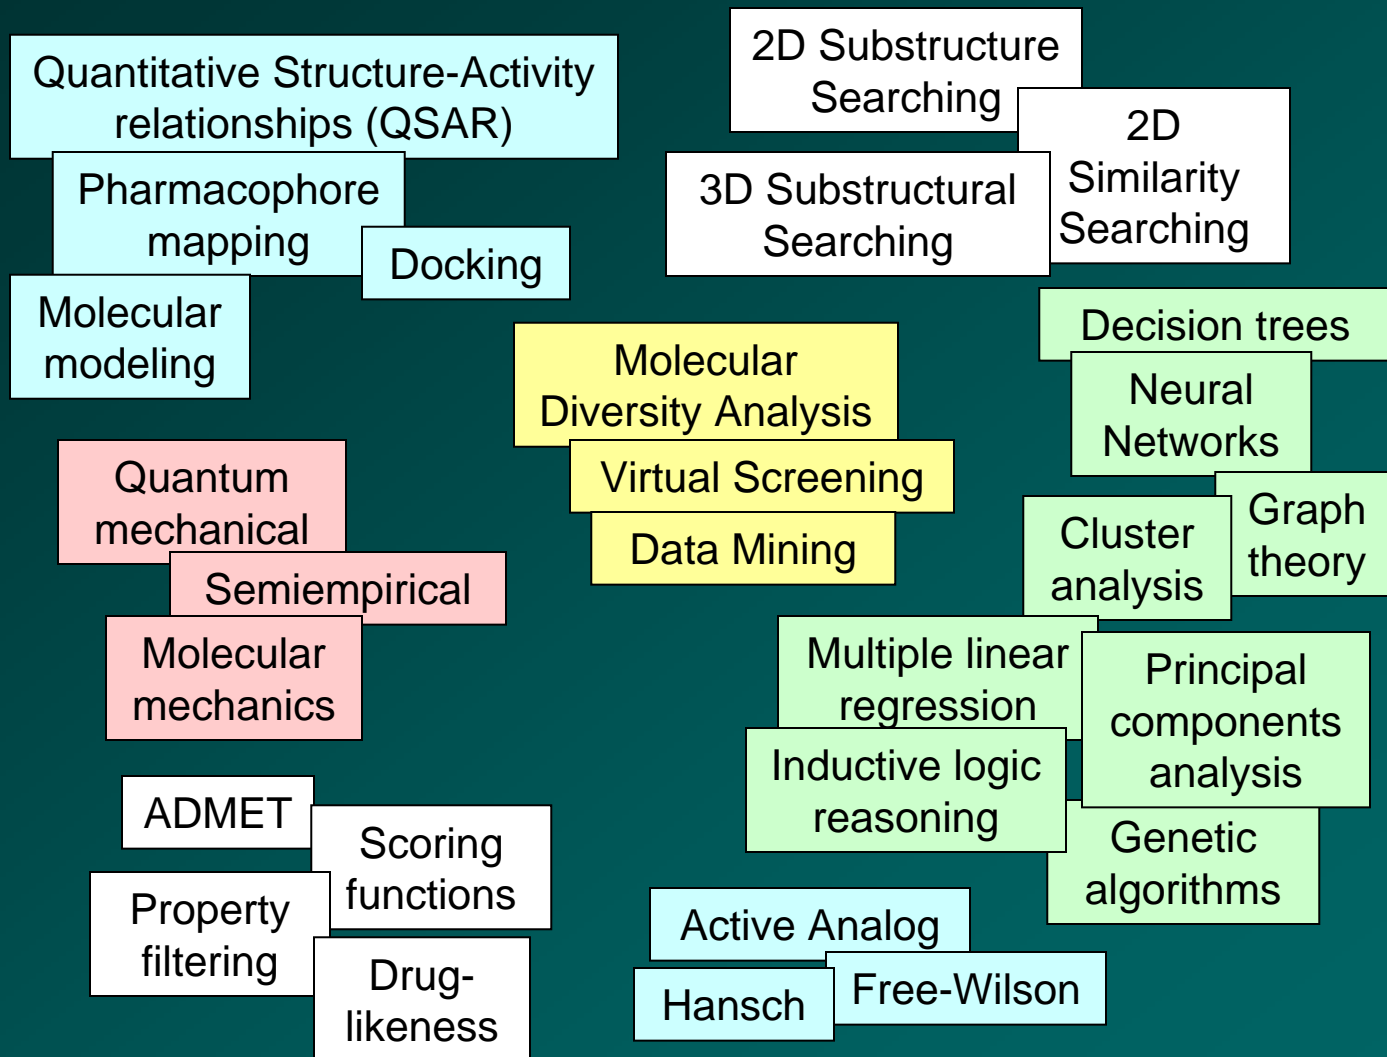 Quantitative Structure-Activity
relationships (QSAR)
Pharmacophore
mapping
Docking
Molecular
modeling
2D Substructure
Searching
2D
Similarity
Searching
3D Substructural
Searching
Molecular
Diversity Analysis
Virtual Screening
Data Mining
Decision trees
Neural
Networks
Graph
theory
Cluster
analysis
Multiple linear
regression
Principal
components
analysis
Inductive logic
reasoning
Genetic
algorithms
Quantum
mechanical
Semiempirical
Molecular
mechanics
ADMET
Scoring
functions
Property
filtering
Drug-
likeness
Active Analog
Free-Wilson
Hansch